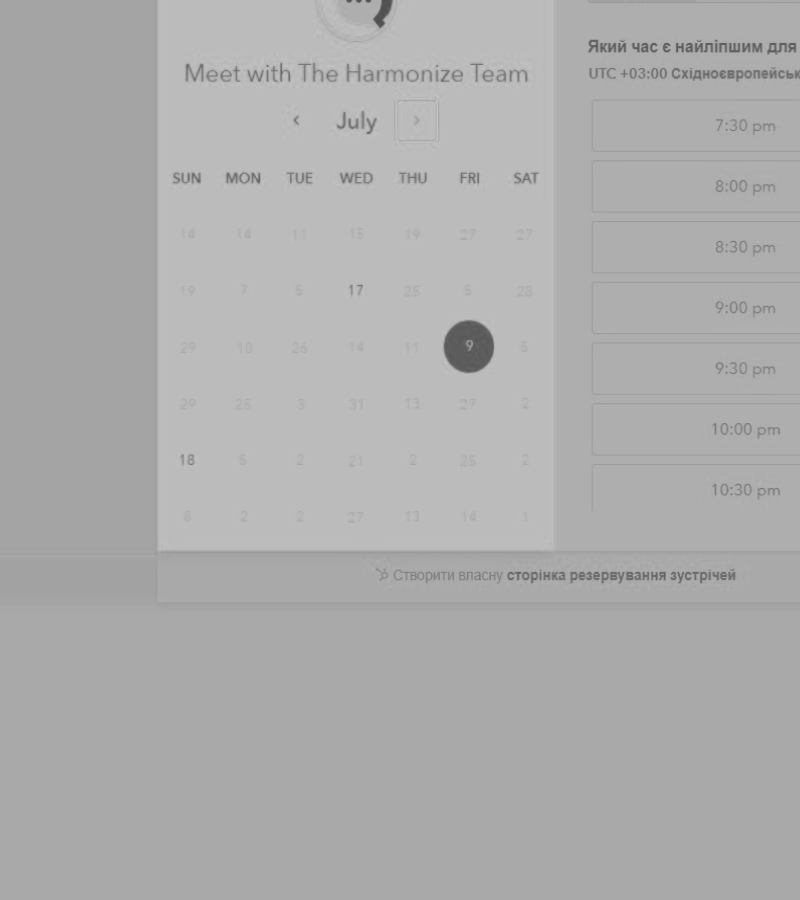 Meet with The Harmonize Team
July
SUN MON TUE WED THU FRI SAT
14 14 11 15 19 27 27
19 7 5 17 28 5 28
29 10 26 14 11 9 5
29 28 3 31 13 27 2
18 5 2 21 2 25 2
8 2 2 27 13 14 1
Який час є найліпшим для
UTC +03:00 Східноєвропейськ
7:30 pm
8:00 pm
8:30 pm
9:00 pm
9:30 pm
10:00 pm
10:30 pm
Створити власну сторінка резервування зустрічей